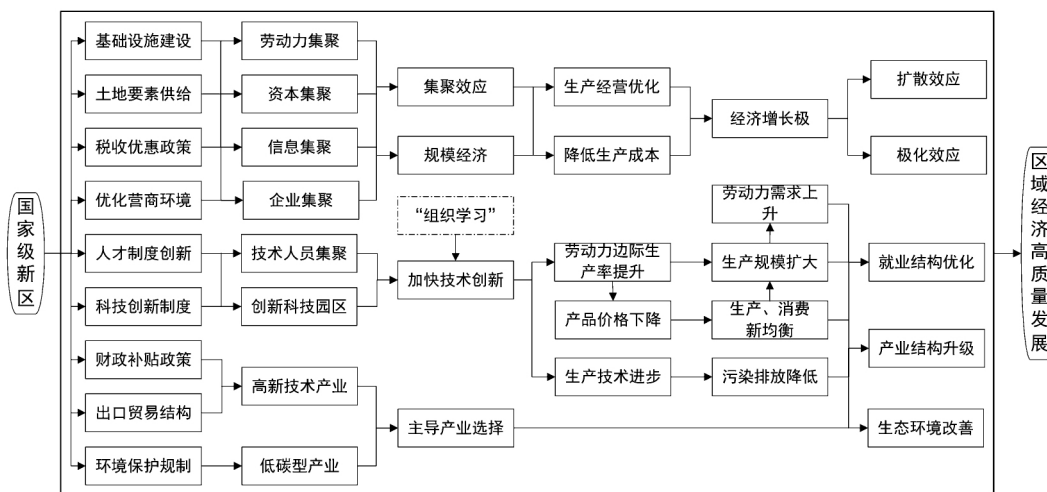 国家级新区
基础设施建设
土地要素供给
税收优惠政策
优化营商环境
人才制度创新
科技创新制度
财政补贴政策
出口贸易结构
环境保护规制
劳动力集聚
资本集聚
信息集聚
企业集聚
技术人员集聚
创新科技园区
高新技术产业
低碳型产业
集聚效应
规模经济
“组织学习”
加快技术创新
主导产业选择
生产经营优化
降低生产成本
劳动力边际生
产率提升
产品价格下降
生产技术进步
经济增长极
劳动力需求上
升
生产规模扩大
生产、消费
新均衡
污染排放降低
扩散效应
极化效应
就业结构优化
产业结构升级
生态环境改善
区域经济高质量发展